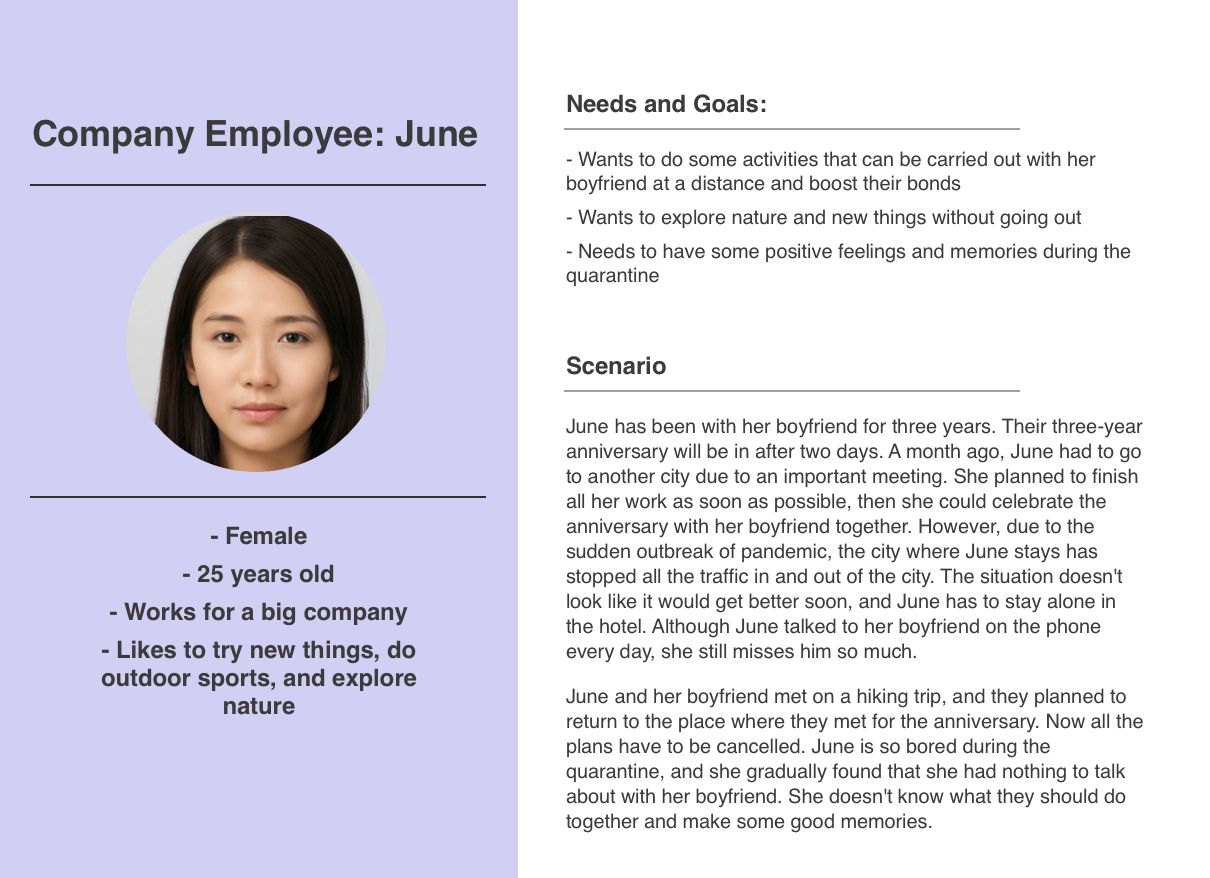 Company Employee: June
- Female
- 25 years old
- Works for a big company
- Likes to try new things, do
outdoor sports, and explore
nature
Needs and Goals:
- Wants to do some activities that can be carried out with her
boyfriend at a distance and boost their bonds
- Wants to explore nature and new things without going out
- Needs to have some positive feelings and memories during the
quarantine
Scenario
June has been with her boyfriend for three years. Their three-year
anniversary will be in after two days. A month ago, June had to go
to another city due to an important meeting. She planned to finish
all her work as soon as possible, then she could celebrate the
anniversary with her boyfriend together. However, due to the
sudden outbreak of pandemic, the city where June stays has
stopped all the traffic in and out of the city. The situation doesn't
look like it would get better soon, and June has to stay alone in
the hotel. Although June talked to her boyfriend on the phone
every day, she still misses him so much.
June and her boyfriend met on a hiking trip, and they planned to
return to the place where they met for the anniversary. Now all the
plans have to be cancelled. June is so bored during the
quarantine, and she gradually found that she had nothing to talk
about with her boyfriend. She doesn't know what they should do
together and make some good memories.